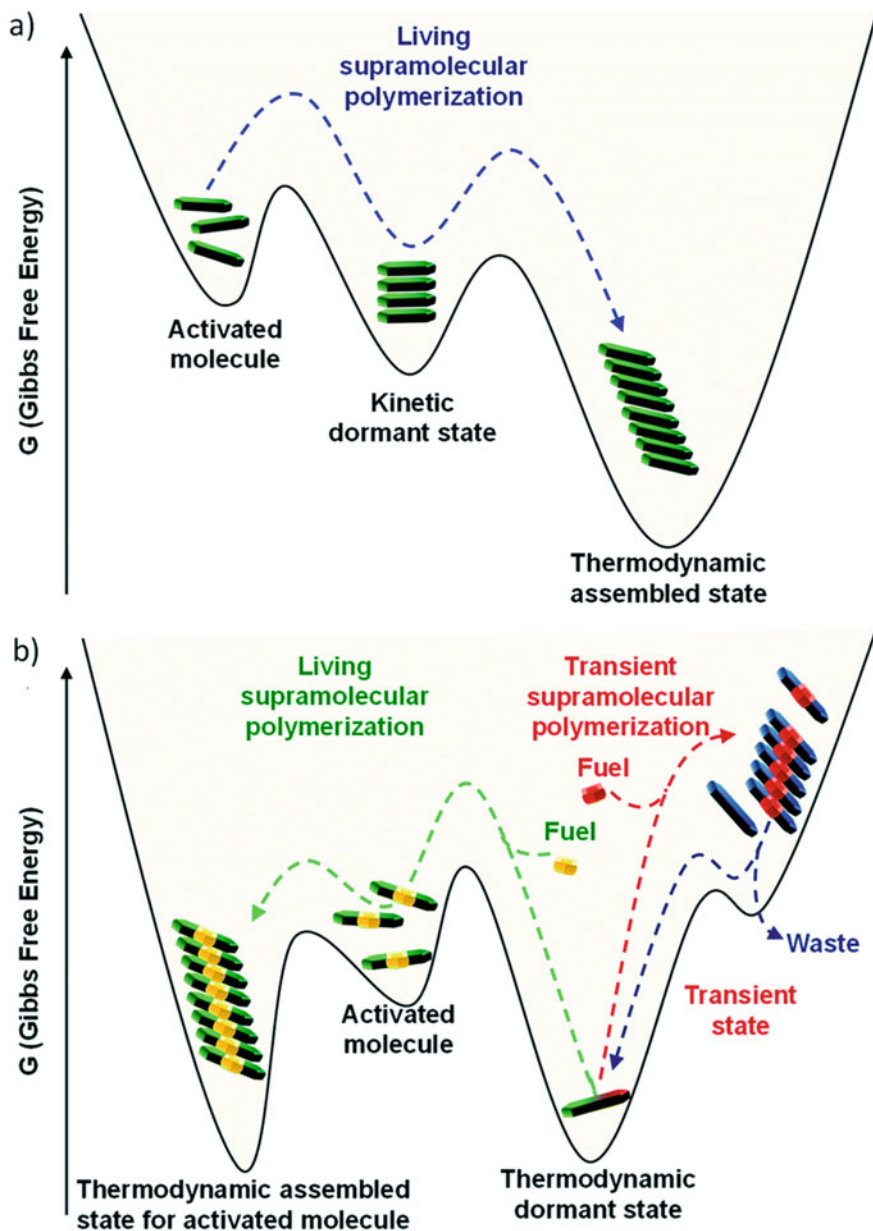 a)
Living
supramolecular
polymerization
G (Gibbs Free Energy)
Activated
molecule
Kinetic
dormant state
Thermodynamic
assembled state
b)
Living
supramolecular
polymerization
Transient
supramolecular
polymerization
Fuel
Fuel
G (Gibbs Free Energy)
Activated
molecule
Waste
Transient
state
Thermodynamic assembled
state for activated molecule
Thermodynamic
dormant state